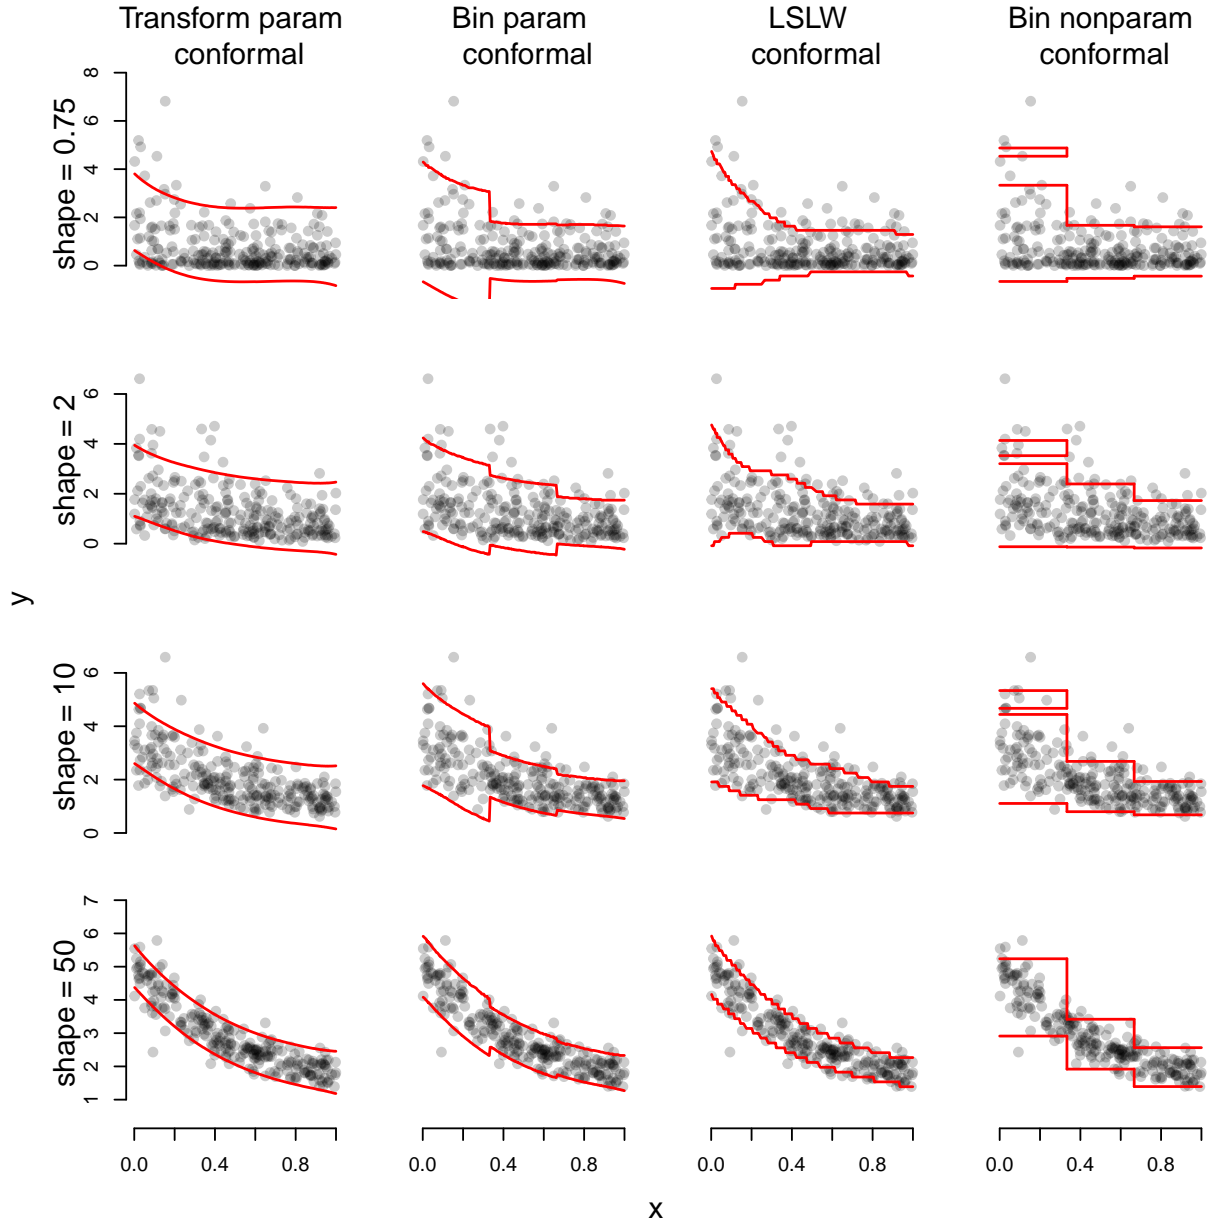 Transform param conformal
Bin param conformal
LSLW conformal
Bin nonparam conformal
shape = 0.75
0 2 4 6 8
shape = 2
0 2 4 6
y
shape = 10
0 2 4 6
shape = 50
1 2 3 4 5 6 7
0.0 0.4 0.8
0.0 0.4 0.8
0.0 0.4 0.8
0.0 0.4 0.8
x